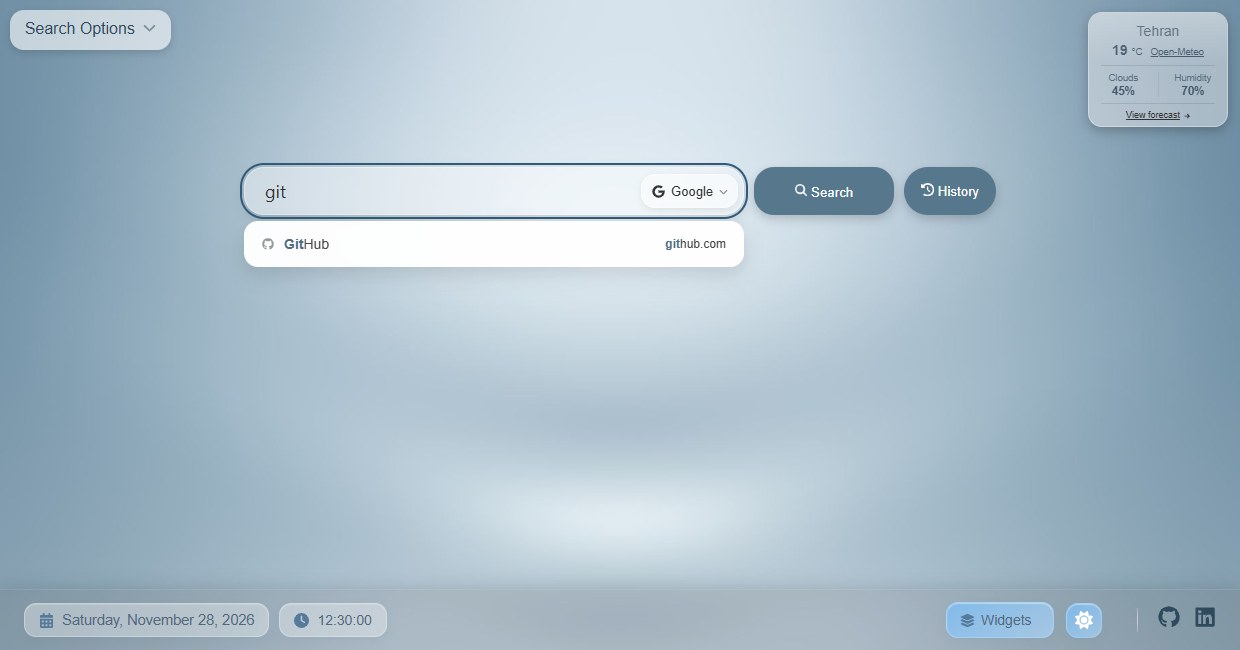 Search Options
Tehran
19 °C Open-Meteo
Clouds Humidity
45% 70%
View forecast →
git Google Search History
GitHub github.com
Saturday, November 28, 2026 12:30:00 Widgets